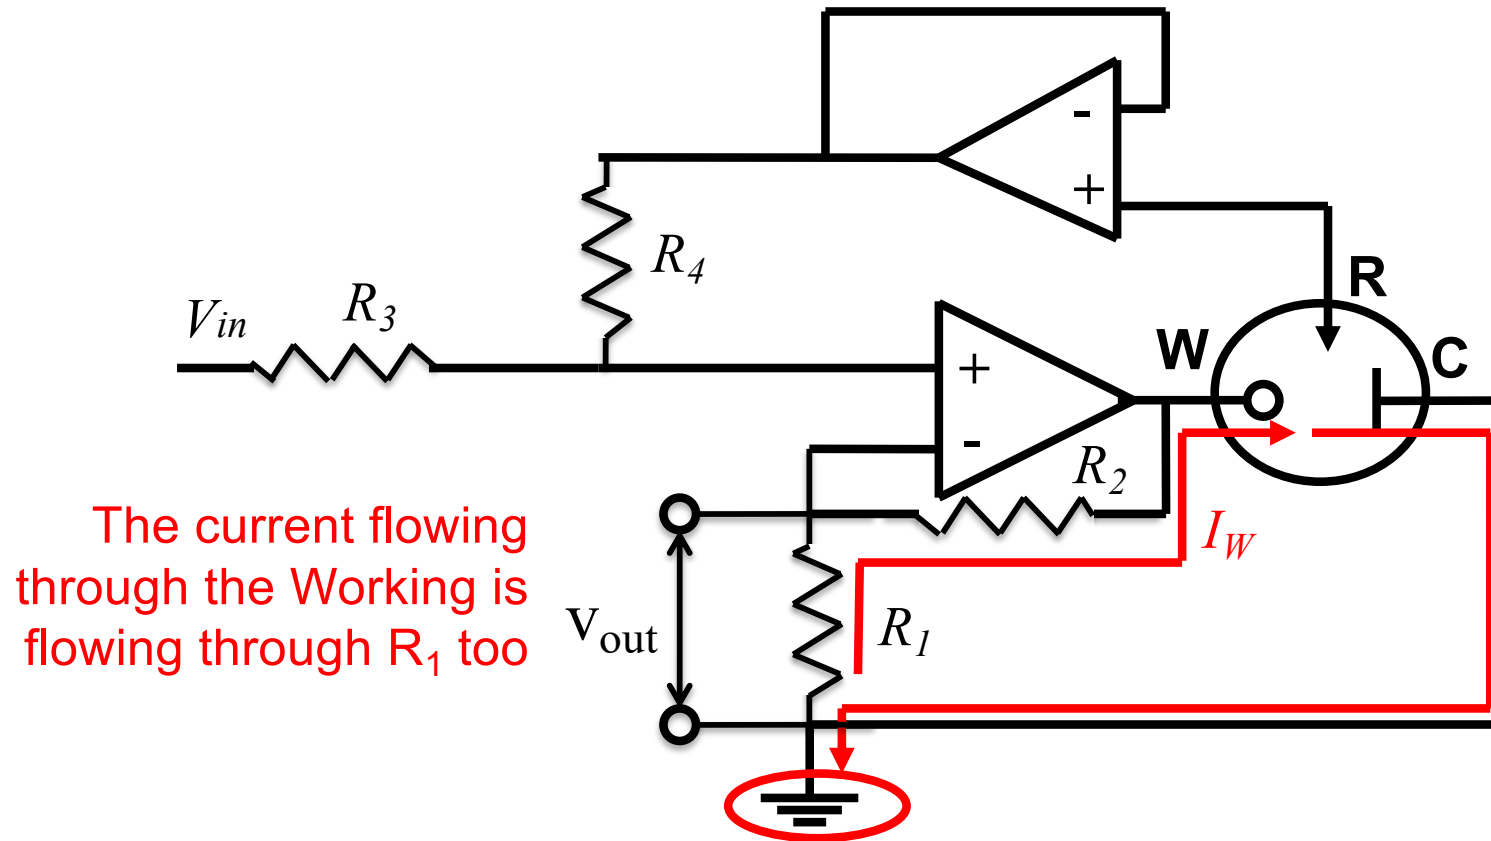 -
+
R
R4
Vin
R3
W
C
+
-
R2
The current flowing
through the Working is
flowing through R1 too
IW
vout
R1